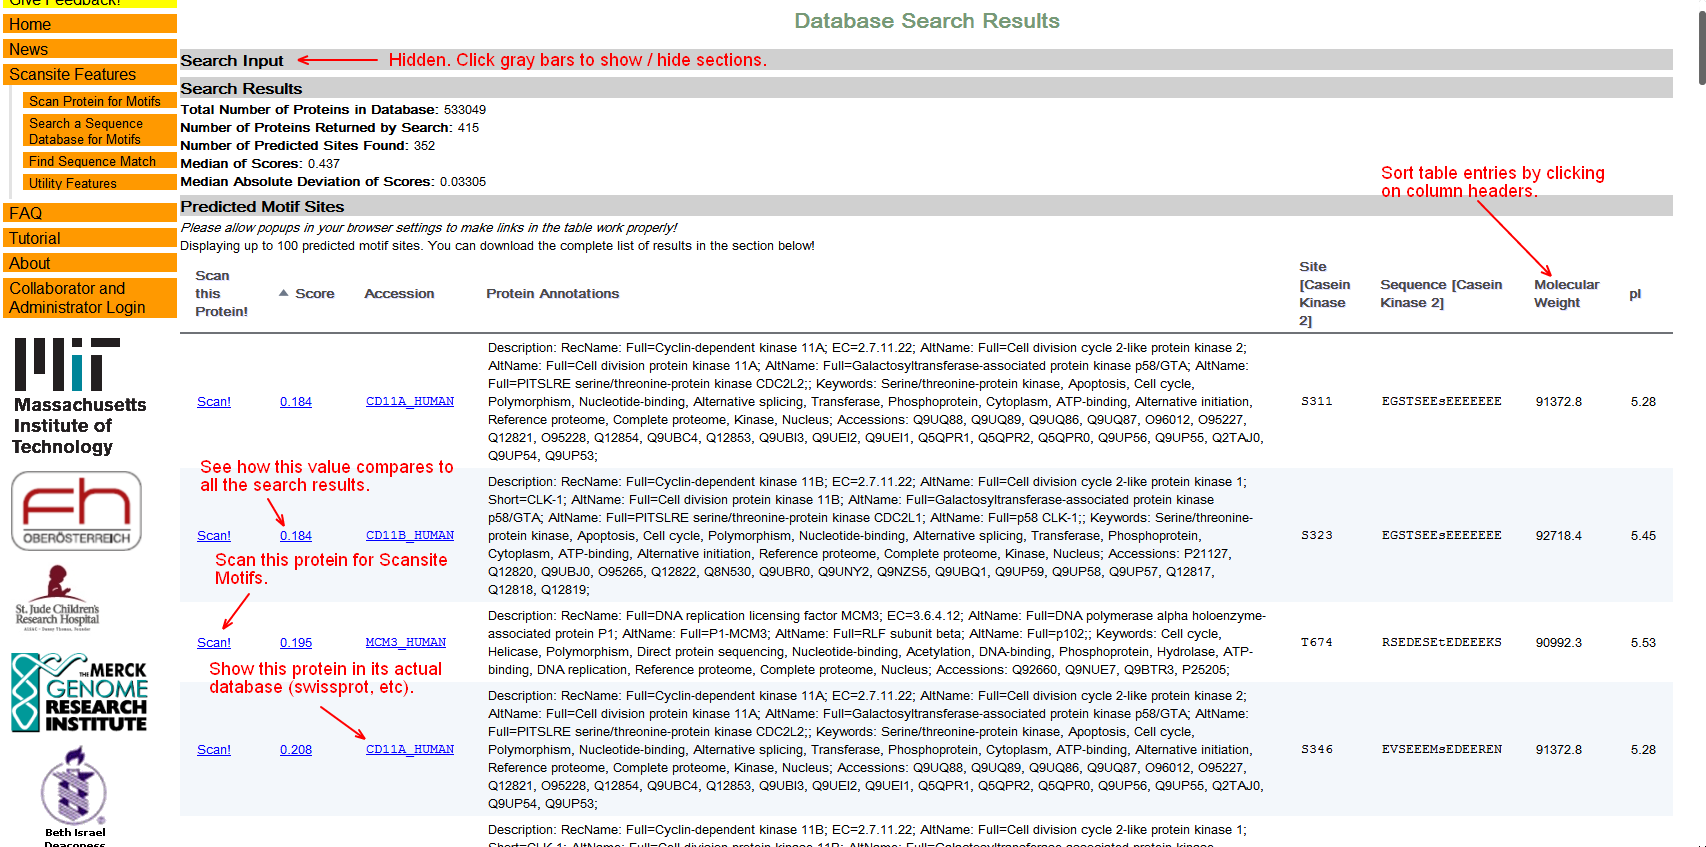 Give Feedback!
Home
News
Scansite Features
Scan Protein for Motifs
Search a Sequence
Database for Motifs
Find Sequence Match
Utility Features
FAQ
Tutorial
About
Collaborator and
Administrator Login
Massachusetts
Institute of
Technology
fh
OBERÖSTERREICH
St. Jude Children's
Research Hospital
THE MERCK
GENOME
RESEARCH
INSTITUTE
Beth Israel
Deaconess
Database Search Results
Search Input
Hidden. Click gray bars to show / hide sections.
Search Results
Total Number of Proteins in Database: 533049
Number of Proteins Returned by Search: 415
Number of Predicted Sites Found: 352
Median of Scores: 0.437
Median Absolute Deviation of Scores: 0.03305
Sort table entries by clicking
on column headers.
Predicted Motif Sites
Please allow popups in your browser settings to make links in the table work properly!
Displaying up to 100 predicted motif sites. You can download the complete list of results in the section below!
Scan
this
Protein!
Score
Accession
Protein Annotations
Site
[Casein
Kinase
2]
Sequence [Casein
Kinase 2]
Molecular
Weight
pI
Scan!
0.184
CD11A_HUMAN
Description: RecName: Full=Cyclin-dependent kinase 11A; EC=2.7.11.22; AltName: Full=Cell division cycle 2-like protein kinase 2;
AltName: Full=Cell division protein kinase 11A; AltName: Full=Galactosyltransferase-associated protein kinase p58/GTA; AltName:
Full=PITSLRE serine/threonine-protein kinase CDC2L2;; Keywords: Serine/threonine-protein kinase, Apoptosis, Cell cycle,
Polymorphism, Nucleotide-binding, Alternative splicing, Transferase, Phosphoprotein, Cytoplasm, ATP-binding, Alternative initiation,
Reference proteome, Complete proteome, Kinase, Nucleus; Accessions: Q9UQ88, Q9UQ89, Q9UQ86, Q9UQ87, O96012, O95227,
Q12821, O95228, Q12854, Q9UBC4, Q12853, Q9UBI3, Q9UEI2, Q9UEI1, Q5QPR1, Q5QPR2, Q5QPR0, Q9UP56, Q9UP55, Q2TAJ0,
Q9UP54, Q9UP53;
S311
EGSTSEEsEEEEEEE
91372.8
5.28
See how this value compares to
all the search results.
Scan!
0.184
CD11B_HUMAN
Description: RecName: Full=Cyclin-dependent kinase 11B; EC=2.7.11.22; AltName: Full=Cell division cycle 2-like protein kinase 1;
Short=CLK-1; AltName: Full=Cell division protein kinase 11B; AltName: Full=Galactosyltransferase-associated protein kinase
p58/GTA; AltName: Full=PITSLRE serine/threonine-protein kinase CDC2L1; AltName: Full=p58 CLK-1;; Keywords: Serine/threonine-
protein kinase, Apoptosis, Cell cycle, Polymorphism, Nucleotide-binding, Alternative splicing, Transferase, Phosphoprotein,
Cytoplasm, ATP-binding, Alternative initiation, Reference proteome, Complete proteome, Kinase, Nucleus; Accessions: P21127,
Q12820, Q9UBJ0, O95265, Q12822, Q8N530, Q9UBR0, Q9UNY2, Q9NZS5, Q9UBQ1, Q9UP59, Q9UP58, Q9UP57, Q12817,
Q12818, Q12819;
S323
EGSTSEEsEEEEEEE
92718.4
5.45
Scan this protein for Scansite
Motifs.
Scan!
0.195
MCM3_HUMAN
Description: RecName: Full=DNA replication licensing factor MCM3; EC=3.6.4.12; AltName: Full=DNA polymerase alpha holoenzyme-
associated protein P1; AltName: Full=P1-MCM3; AltName: Full=RLF subunit beta; AltName: Full=p102;; Keywords: Cell cycle,
Helicase, Polymorphism, Direct protein sequencing, Nucleotide-binding, Acetylation, DNA-binding, Phosphoprotein, Hydrolase, ATP-
binding, DNA replication, Reference proteome, Complete proteome, Nucleus; Accessions: Q92660, Q9NUE7, Q9BTR3, P25205;
T674
RSEDESEtEDEEEKS
90992.3
5.53
Show this protein in its actual
database (swissprot, etc).
Scan!
0.208
CD11A_HUMAN
Description: RecName: Full=Cyclin-dependent kinase 11A; EC=2.7.11.22; AltName: Full=Cell division cycle 2-like protein kinase 2;
AltName: Full=Cell division protein kinase 11A; AltName: Full=Galactosyltransferase-associated protein kinase p58/GTA; AltName:
Full=PITSLRE serine/threonine-protein kinase CDC2L2;; Keywords: Serine/threonine-protein kinase, Apoptosis, Cell cycle,
Polymorphism, Nucleotide-binding, Alternative splicing, Transferase, Phosphoprotein, Cytoplasm, ATP-binding, Alternative initiation,
Reference proteome, Complete proteome, Kinase, Nucleus; Accessions: Q9UQ88, Q9UQ89, Q9UQ86, Q9UQ87, O96012, O95227,
Q12821, O95228, Q12854, Q9UBC4, Q12853, Q9UBI3, Q9UEI2, Q9UEI1, Q5QPR1, Q5QPR2, Q5QPR0, Q9UP56, Q9UP55, Q2TAJ0,
Q9UP54, Q9UP53;
S346
EVSEEEMsEDEEREN
91372.8
5.28
Description: RecName: Full=Cyclin-dependent kinase 11B; EC=2.7.11.22; AltName: Full=Cell division cycle 2-like protein kinase 1;
Short=CLK-1; AltName: Full=Cell division protein kinase 11B; AltName: Full=Galactosyltransferase-associated protein kinase